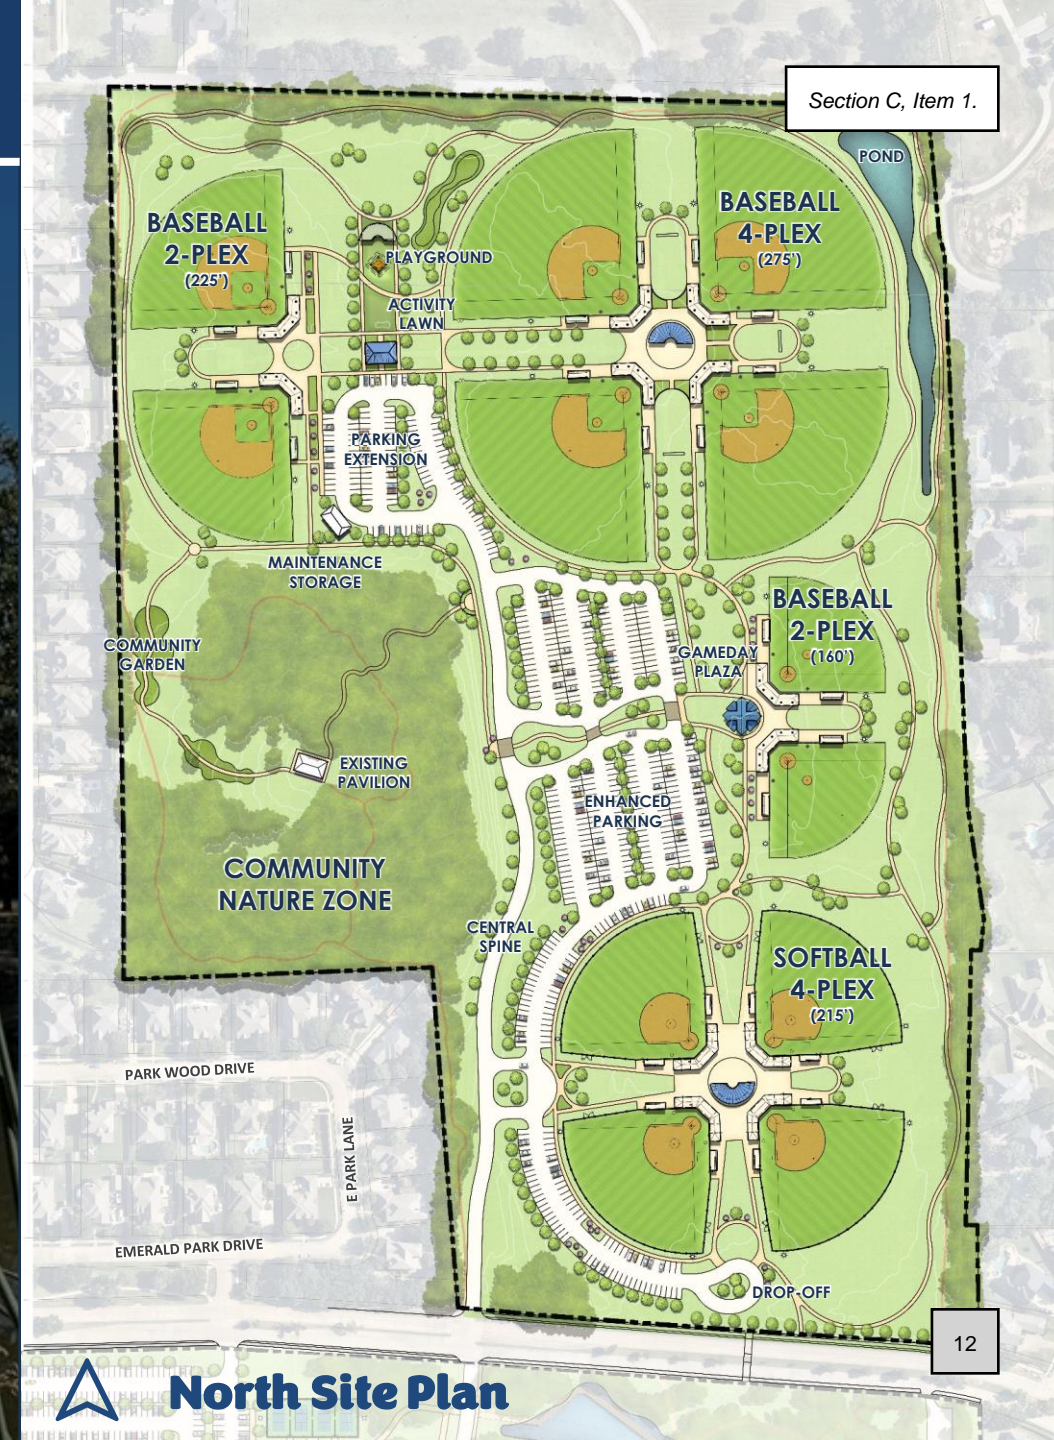 Section C, Item 1.
POND
BASEBALL
2-PLEX
(225')
BASEBALL
4-PLEX
(275')
PLAYGROUND
ACTIVITY
LAWN
PARKING
EXTENSION
MAINTENANCE
STORAGE
BASEBALL
2-PLEX
(160')
COMMUNITY
GARDEN
GAMEDAY
PLAZA
EXISTING
PAVILION
ENHANCED
PARKING
COMMUNITY
NATURE ZONE
CENTRAL
SPINE
SOFTBALL
4-PLEX
(215')
PARK WOOD DRIVE
E PARK LANE
EMERALD PARK DRIVE
DROP-OFF
12
North Site Plan